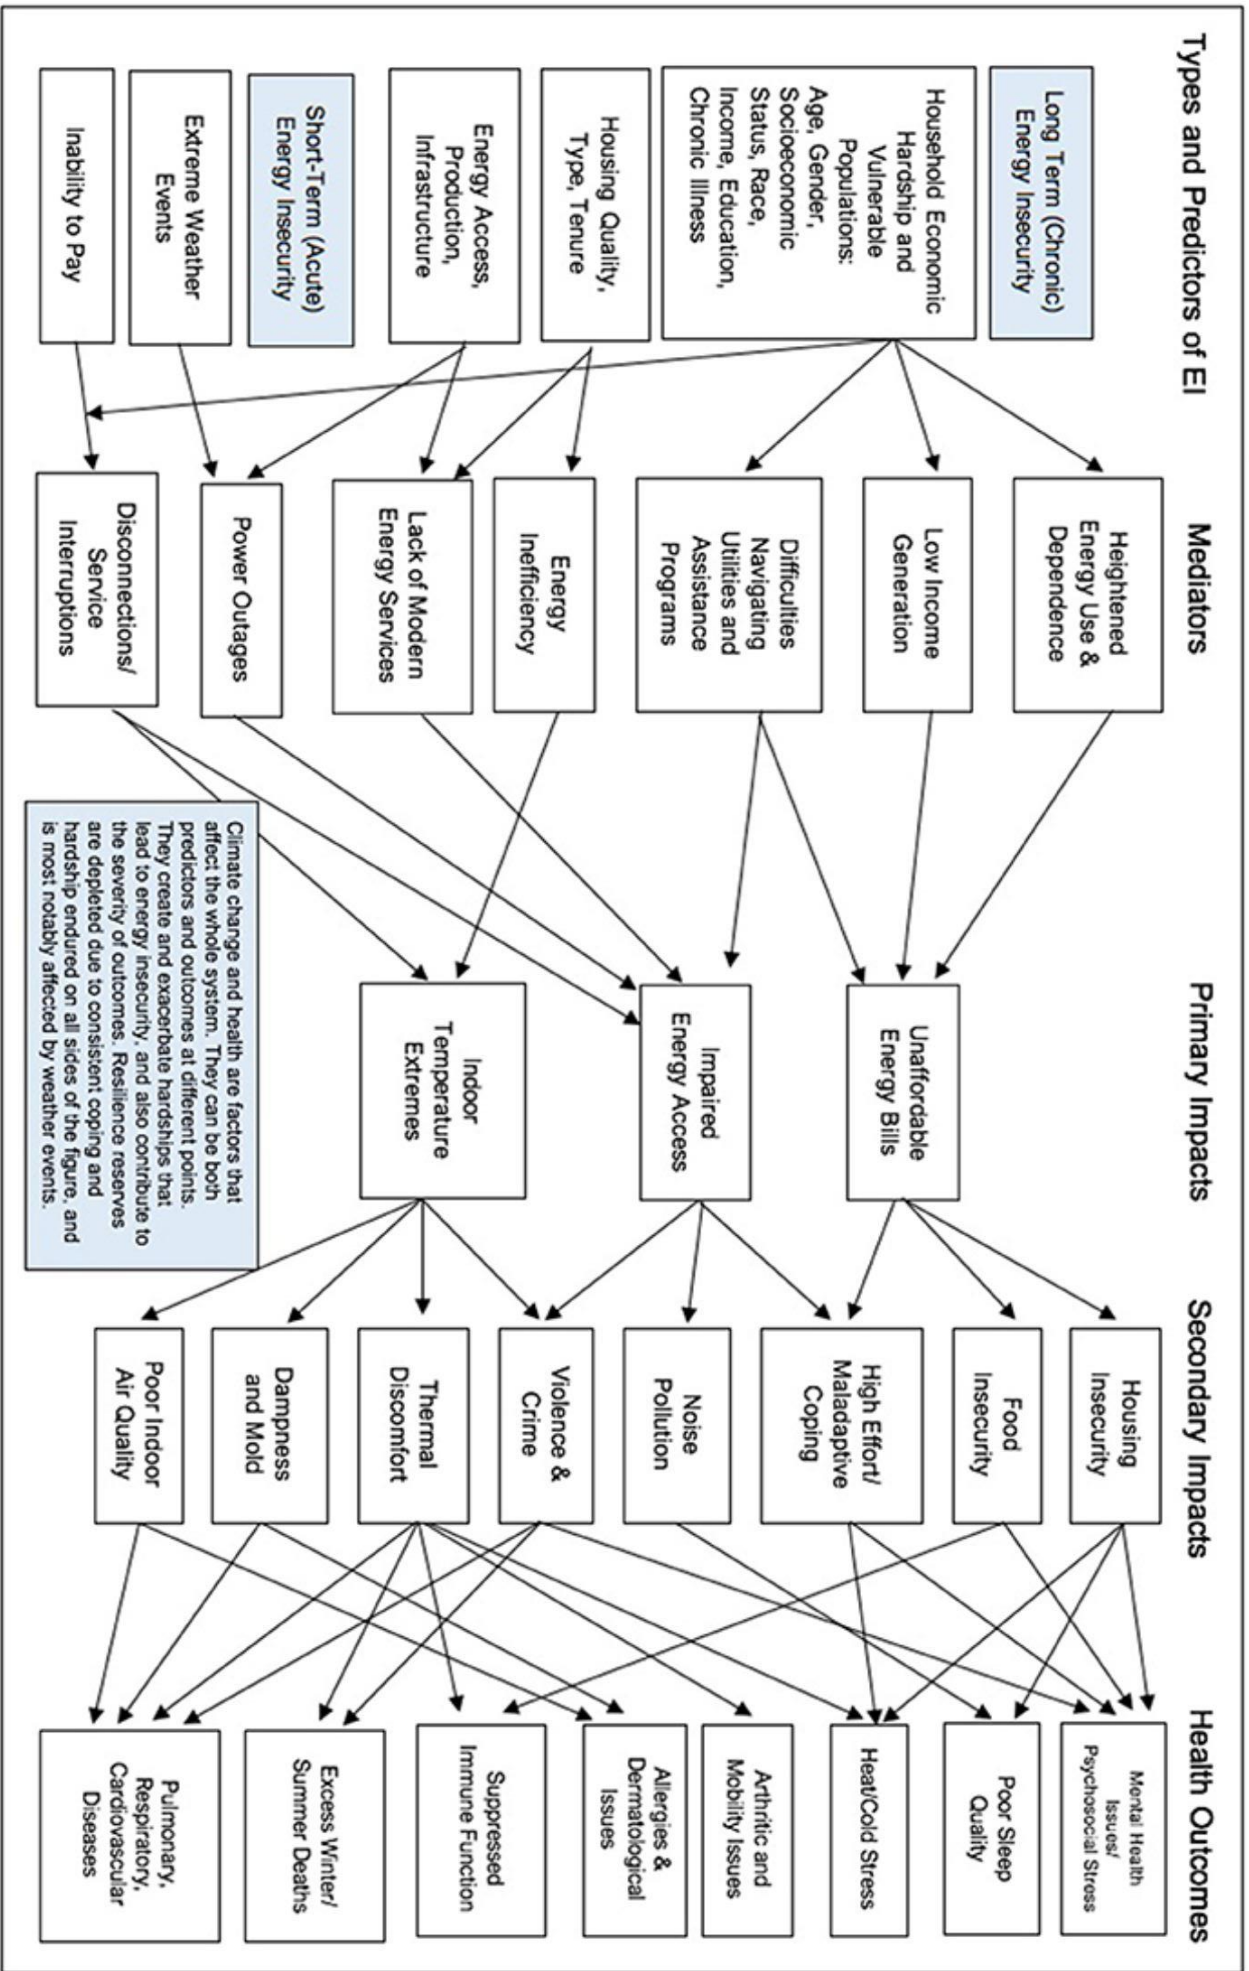 Types and Predictors of EI
Long Term (Chronic)
Energy Insecurity
Household Economic
Hardship and
Vulnerable
Populations:
Age, Gender,
Socioeconomic
Status, Race,
Income, Education,
Chronic Illness
Housing Quality,
Type, Tenure
Energy Access,
Production,
Infrastructure
Short-Term (Acute)
Energy Insecurity
Extreme Weather
Events
Inability to Pay
Mediators
Heightened
Energy Use &
Dependence
Low Income
Generation
Difficulties
Navigating
Utilities and
Assistance
Programs
Energy
Inefficiency
Lack of Modern
Energy Services
Power Outages
Disconnections/
Service
Interruptions
Primary Impacts
Unaffordable
Energy Bills
Impaired
Energy Access
Indoor
Temperature
Extremes
Climate change and health are factors that
affect the whole system. They can be both
predictors and outcomes at different points.
They create and exacerbate hardships that
lead to energy insecurity, and also contribute to
the severity of outcomes. Resilience reserves
are depleted due to consistent coping and
hardship endured on all sides of the figure, and
is most notably affected by weather events.
Secondary Impacts
Housing
Insecurity
Food
Insecurity
High Effort/
Maladaptive
Coping
Noise
Pollution
Violence &
Crime
Thermal
Discomfort
Dampness
and Mold
Poor Indoor
Air Quality
Health Outcomes
Mental Health
Issues/
Psychosocial Stress
Poor Sleep
Quality
Heat/Cold Stress
Arthritic and
Mobility Issues
Allergies &
Dermatological
Issues
Suppressed
Immune Function
Excess Winter/
Summer Deaths
Pulmonary,
Respiratory,
Cardiovascular
Diseases